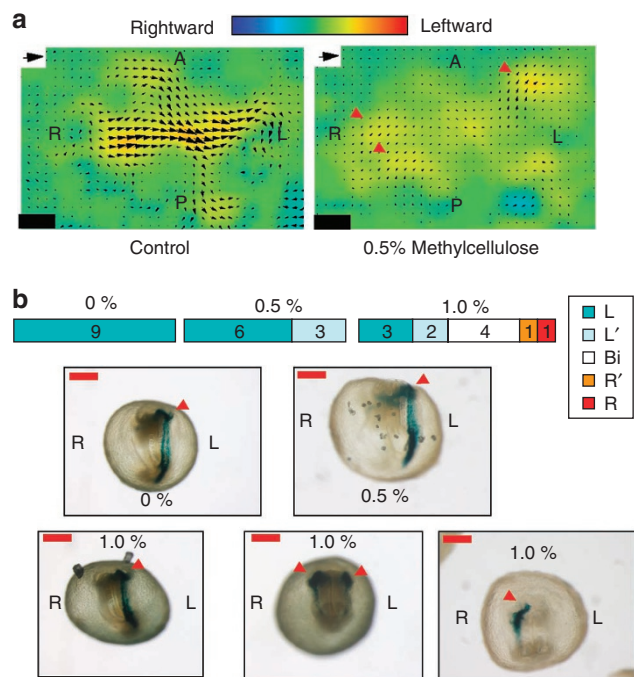 a
Rightward Leftward
A
R L
P
Control
A
R L
P
0.5% Methylcellulose
b
0 % 0.5 % 1.0 %
9 6 3 3 2 4 1 1
L
L′
Bi
R′
R
R L
0 %
R L
0.5 %
1.0 %
R L
1.0 %
R L
1.0 %
R L